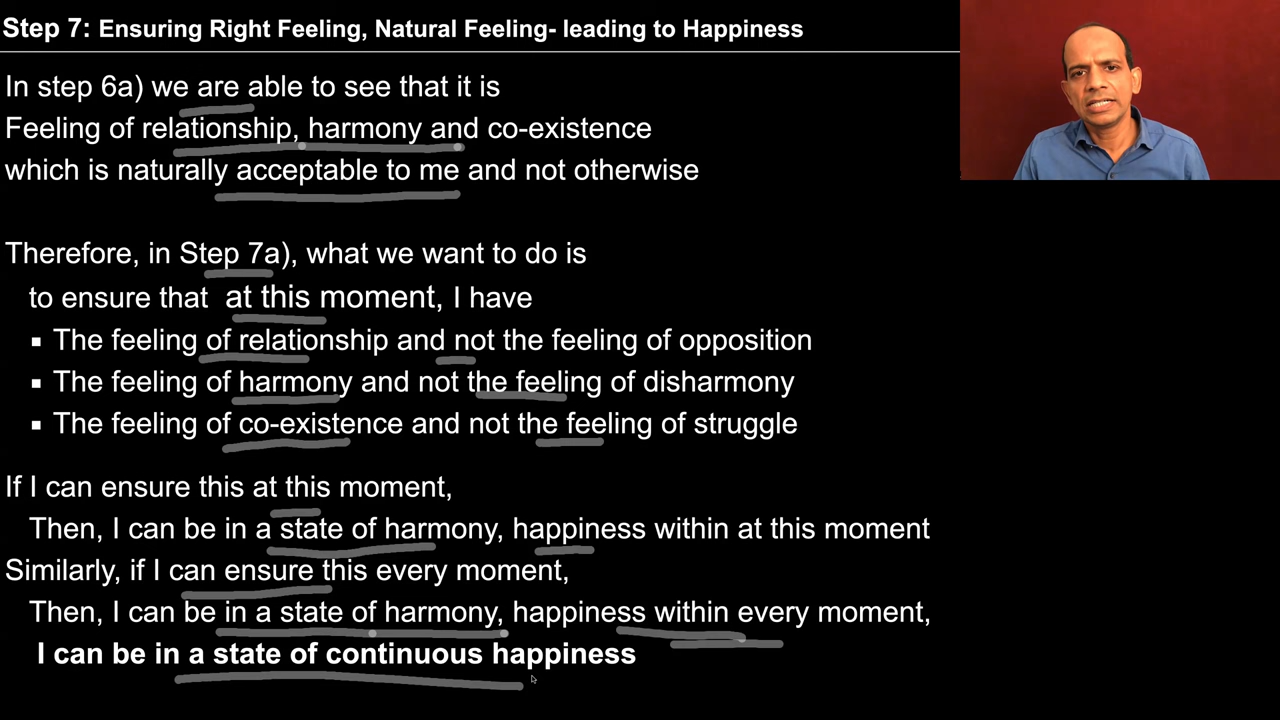 Step 7: Ensuring Right Feeling, Natural Feeling- leading to Happiness
In step 6a) we are able to see that it is
Feeling of relationship, harmony and co-existence
which is naturally acceptable to me and not otherwise
Therefore, in Step 7a), what we want to do is
to ensure that at this moment, I have
▪ The feeling of relationship and not the feeling of opposition
▪ The feeling of harmony and not the feeling of disharmony
▪ The feeling of co-existence and not the feeling of struggle
If I can ensure this at this moment,
Then, I can be in a state of harmony, happiness within at this moment
Similarly, if I can ensure this every moment,
Then, I can be in a state of harmony, happiness within every moment,
I can be in a state of continuous happiness